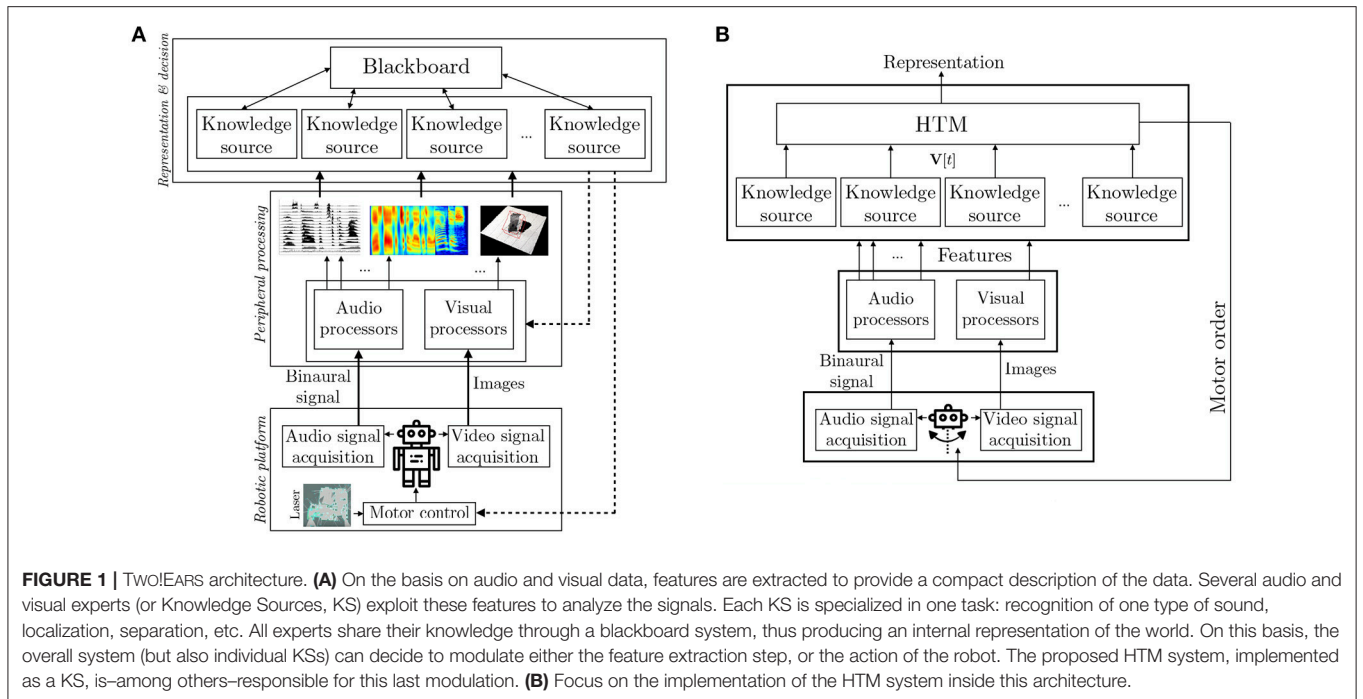 A
Representation & decision
Blackboard
Knowledge source
Knowledge source
Knowledge source
...
Knowledge source
Peripheral processing
...
...
Audio processors
Visual processors
Binaural signal
Images
Robotic platform
Audio signal acquisition
Video signal acquisition
Laser
Motor control
B
Representation
HTM
V[t]
Knowledge source
Knowledge source
Knowledge source
...
Knowledge source
...
Features
Audio processors
Visual processors
Binaural signal
Images
Audio signal acquisition
Video signal acquisition
Motor order
FIGURE 1 | TWO!EARS architecture. (A) On the basis on audio and visual data, features are extracted to provide a compact description of the data. Several audio and
visual experts (or Knowledge Sources, KS) exploit these features to analyze the signals. Each KS is specialized in one task: recognition of one type of sound,
localization, separation, etc. All experts share their knowledge through a blackboard system, thus producing an internal representation of the world. On this basis, the
overall system (but also individual KSs) can decide to modulate either the feature extraction step, or the action of the robot. The proposed HTM system, implemented
as a KS, is–among others–responsible for this last modulation. (B) Focus on the implementation of the HTM system inside this architecture.